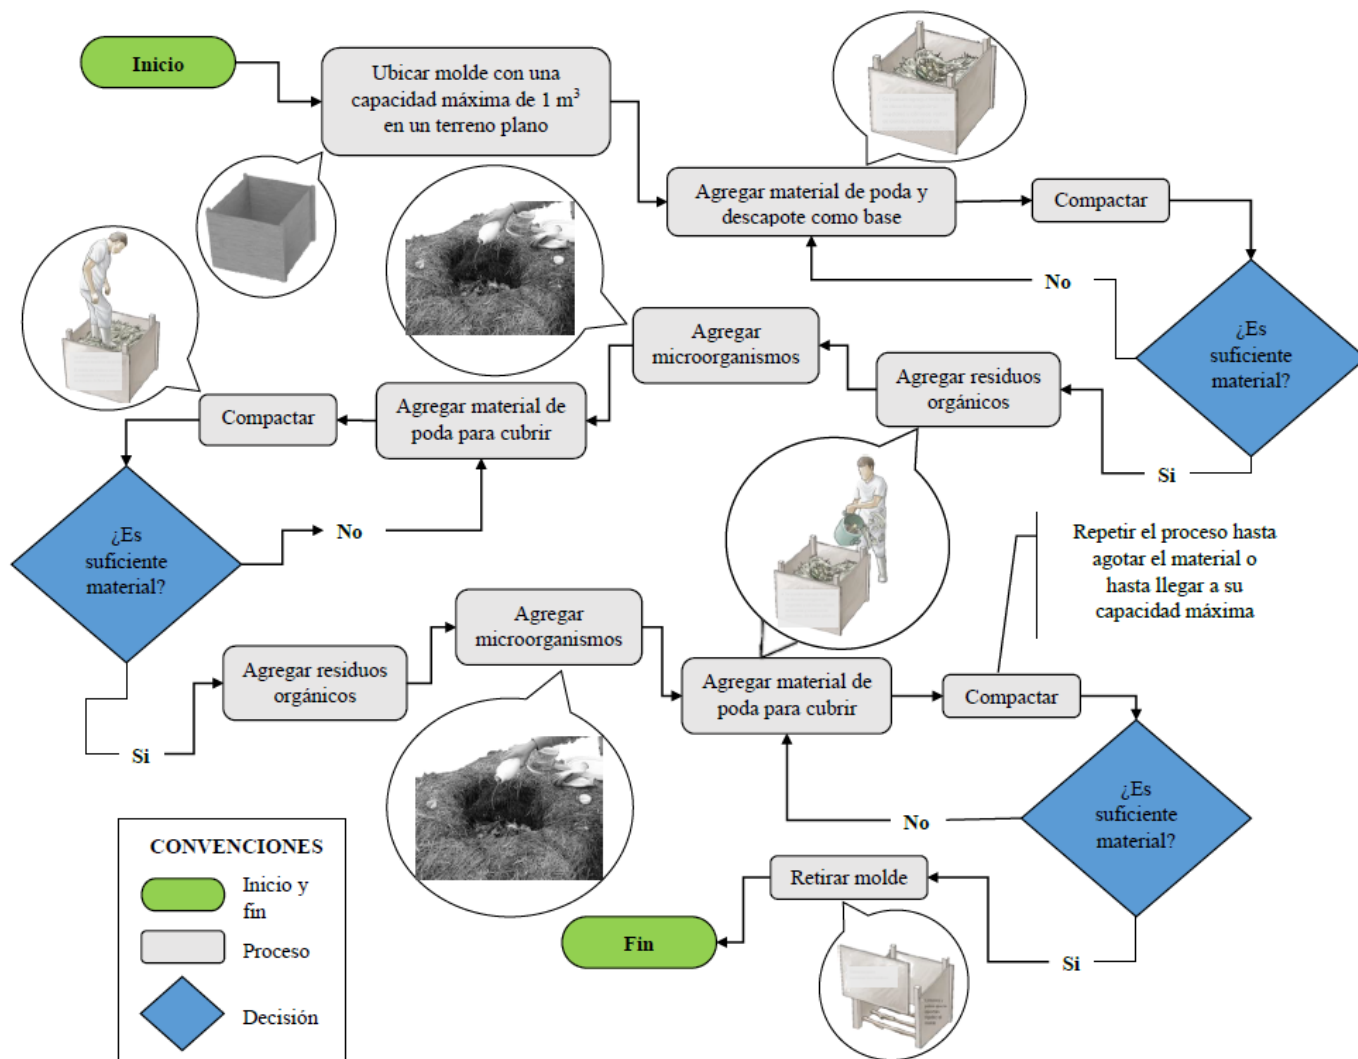 Inicio
Ubicar molde con una
capacidad máxima de 1 m³
en un terreno plano
Agregar material de poda y
descapote como base
Compactar
¿Es
suficiente
material?
No
Si
Agregar residuos
orgánicos
Agregar
microorganismos
Agregar material de
poda para cubrir
Compactar
¿Es
suficiente
material?
No
Si
Agregar residuos
orgánicos
Agregar
microorganismos
Agregar material de
poda para cubrir
Compactar
Repetir el proceso hasta
agotar el material o
hasta llegar a su
capacidad máxima
¿Es
suficiente
material?
No
Si
Retirar molde
Fin
CONVENCIONES
Inicio y
fin
Proceso
Decisión